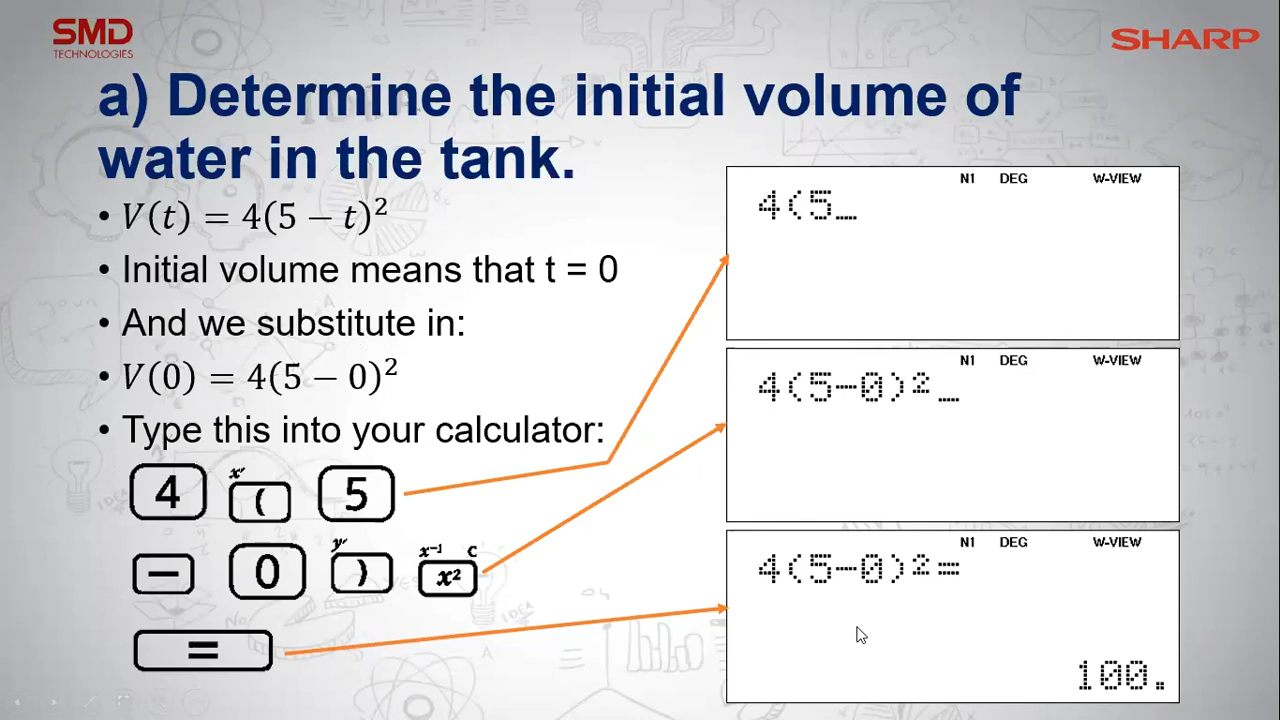 SMD
TECHNOLOGIES
SHARP
a) Determine the initial volume of
water in the tank.
• V(t) = 4(5 − t)²
• Initial volume means that t = 0
• And we substitute in:
• V(0) = 4(5 − 0)²
• Type this into your calculator:
4 ( 5
− 0 ) x⁻¹ C x²
=
N1 DEG W-VIEW
4(5_
N1 DEG W-VIEW
4(5−0)²_
N1 DEG W-VIEW
4(5−0)²=
100.